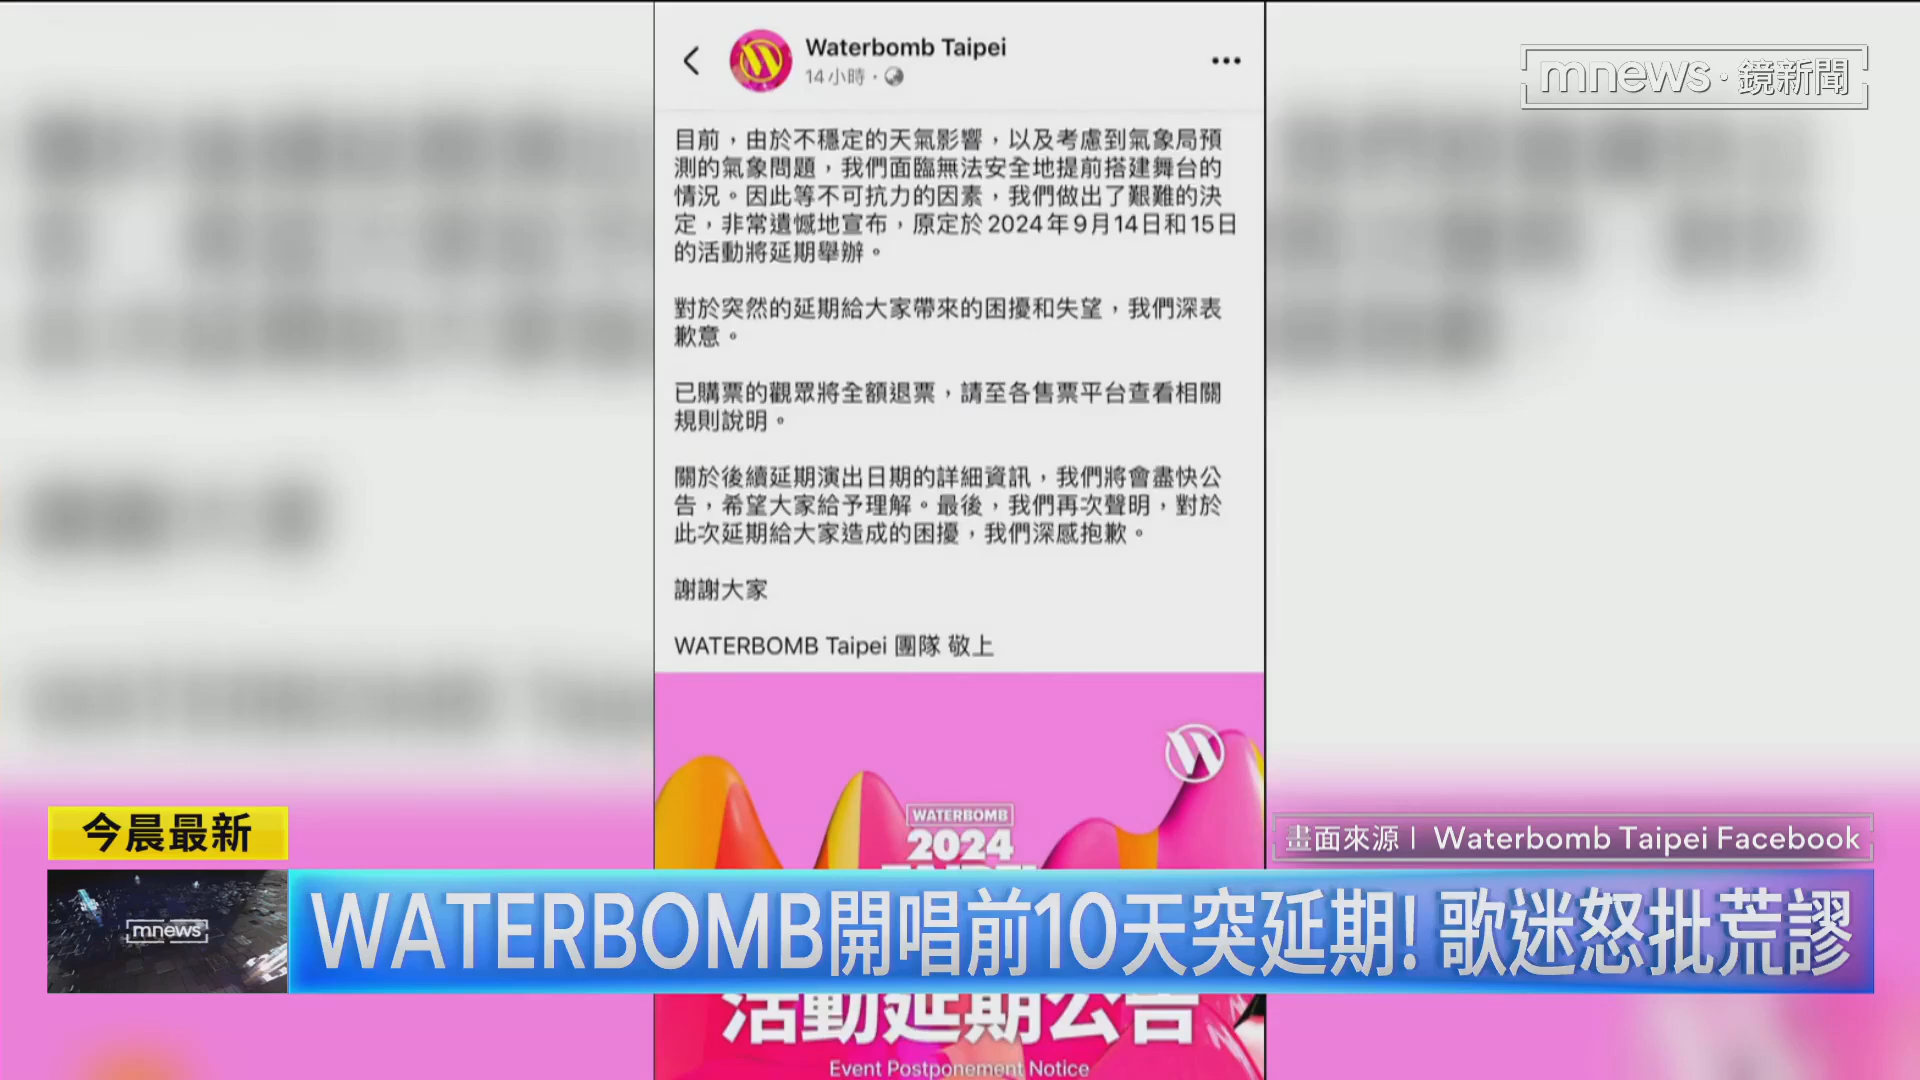 Waterbomb Taipei
14小時·
mnews·鏡新聞
目前，由於不穩定的天氣影響，以及考慮到氣象局預
測的氣象問題，我們面臨無法安全地提前搭建舞台的
情況。因此等不可抗力的因素，我們做出了艱難的決
定，非常遺憾地宣布，原定於2024年9月14日和15日
的活動將延期舉辦。
對於突然的延期給大家帶來的困擾和失望，我們深表
歉意。
已購票的觀眾將全額退票，請至各售票平台查看相關
規則說明。
關於後續延期演出日期的詳細資訊，我們將會盡快公
告，希望大家給予理解。最後，我們再次聲明，對於
此次延期給大家造成的困擾，我們深感抱歉。
謝謝大家
WATERBOMB Taipei 團隊 敬上
WATERBOMB
2024
今晨最新
畫面來源| Waterbomb Taipei Facebook
mnews
WATERBOMB開唱前10天突延期! 歌迷怒批荒謬
活動延期公告
Event Postponement Notice